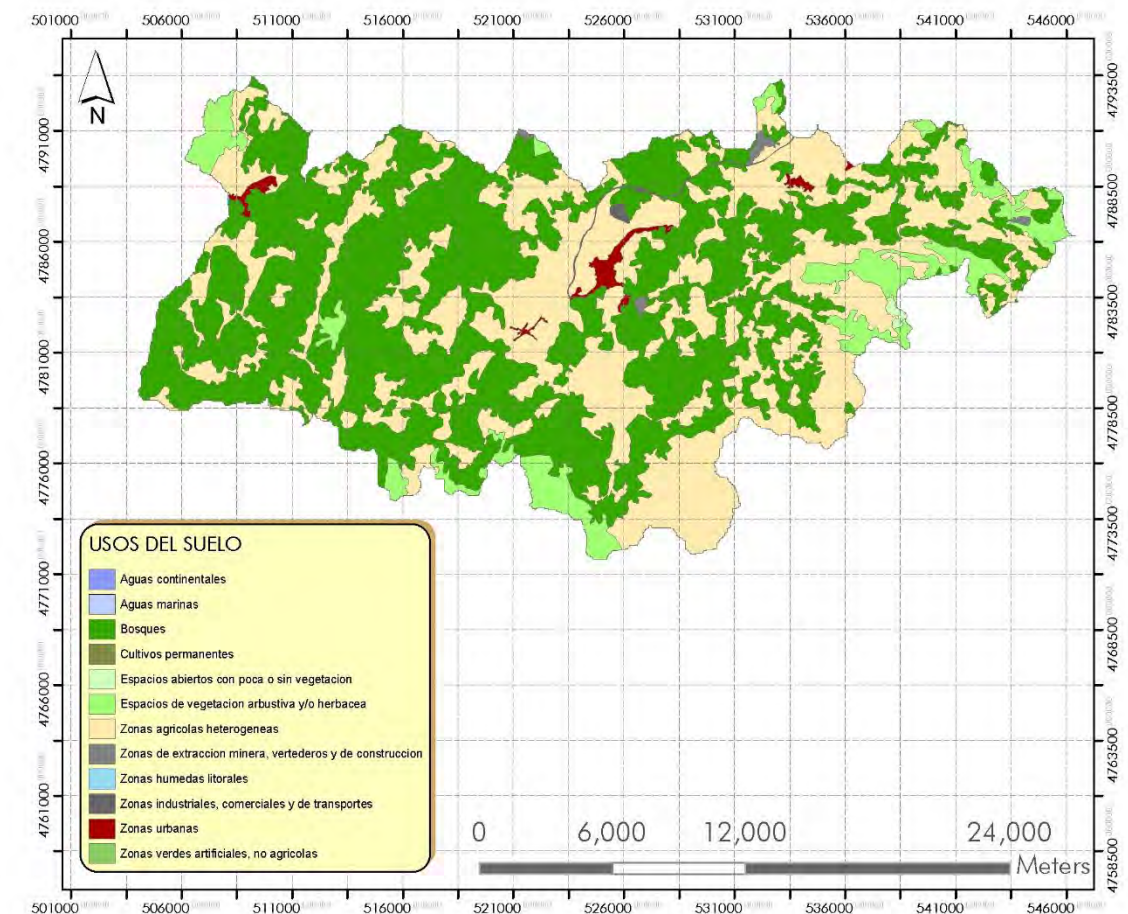 501000 506000 511000 516000 521000 526000 531000 536000 541000 546000
N
4791000
4786000
4781000
4776000
4771000
4766000
4761000
4793500
4788500
4783500
4778500
4773500
4768500
4763500
4758500
USOS DEL SUELO
Aguas continentales
Aguas marinas
Bosques
Cultivos permanentes
Espacios abiertos con poca o sin vegetacion
Espacios de vegetacion arbustiva y/o herbacea
Zonas agricolas heterogeneas
Zonas de extraccion minera, vertederos y de construccion
Zonas humedas litorales
Zonas industriales, comerciales y de transportes
Zonas urbanas
Zonas verdes artificiales, no agricolas
0 6,000 12,000 24,000
Meters
501000 506000 511000 516000 521000 526000 531000 536000 541000 546000